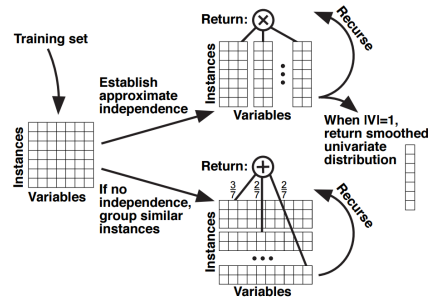 Training set
Instances
Variables
Establish
approximate
independence
If no
independence,
group similar
instances
Return: ×
Instances
Variables
Recurse
When |V|=1,
return smoothed
univariate
distribution
Return: +
3/7 2/7 2/7
Instances
Variables
Recurse